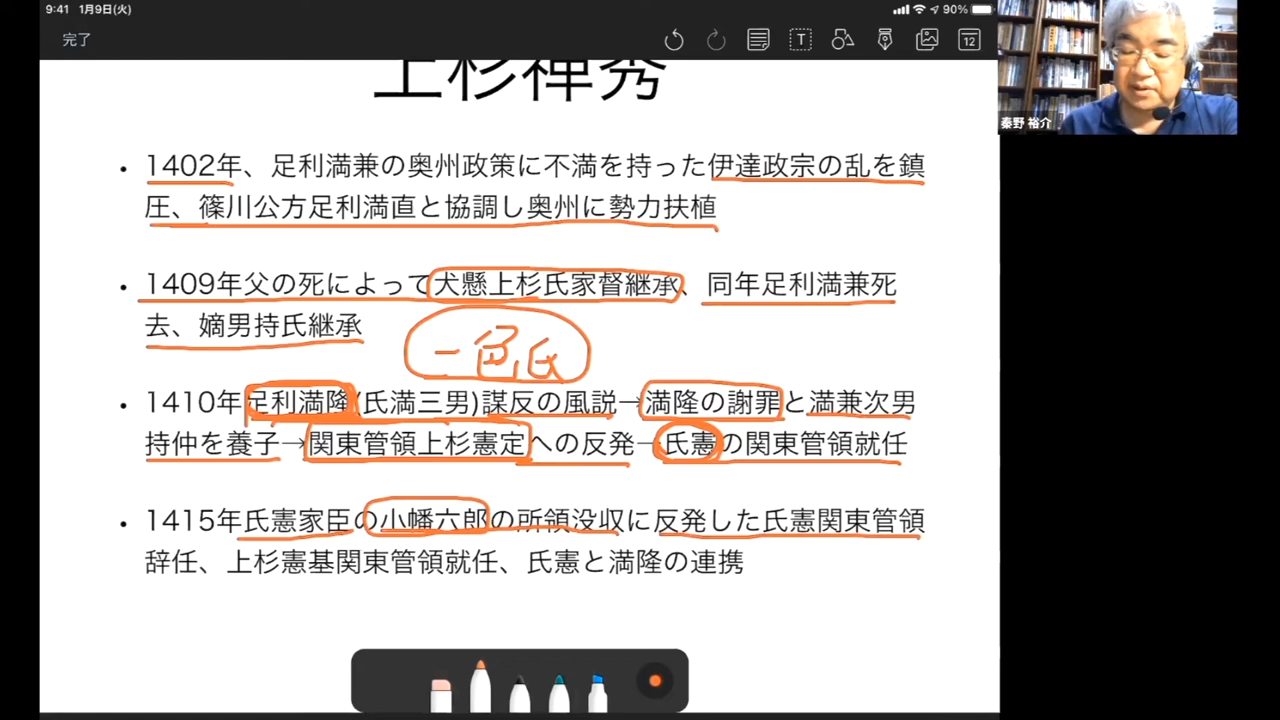 9:41 1月9日(火) 90%
完了
T 12
上杉禅秀
秦野 裕介
• 1402年、足利満兼の奥州政策に不満を持った伊達政宗の乱を鎮
圧、篠川公方足利満直と協調し奥州に勢力扶植
• 1409年父の死によって犬懸上杉氏家督継承、同年足利満兼死
去、嫡男持氏継承
一色氏
• 1410年足利満隆(氏満三男)謀反の風説→満隆の謝罪と満兼次男
持仲を養子→関東管領上杉憲定への反発→氏憲の関東管領就任
• 1415年氏憲家臣の小幡六郎の所領没収に反発した氏憲関東管領
辞任、上杉憲基関東管領就任、氏憲と満隆の連携